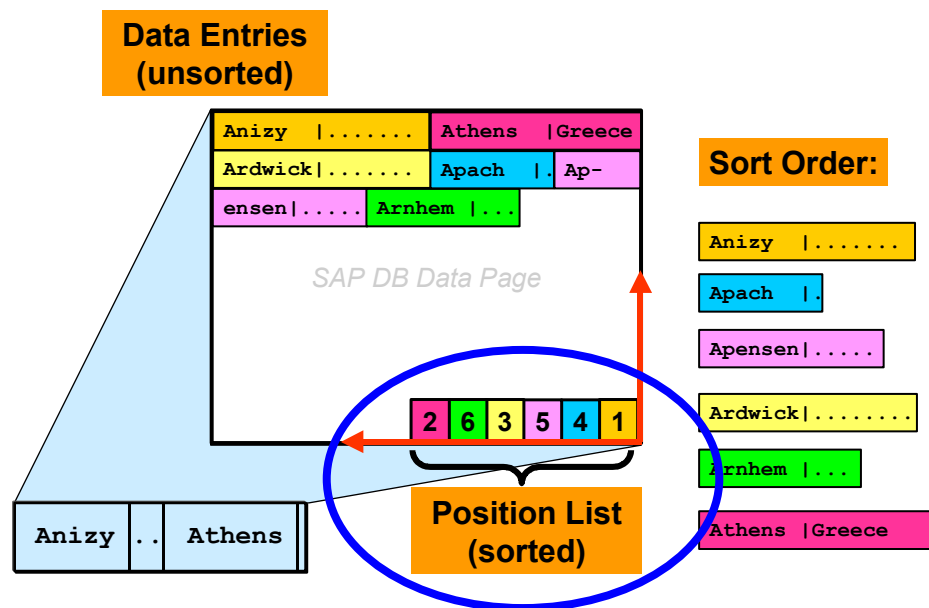 Data Entries
(unsorted)
Anizy |....... Athens |Greece
Ardwick|....... Apach |. Ap-
ensen|..... Arnhem |...
SAP DB Data Page
2 6 3 5 4 1
Position List
(sorted)
Anizy .. Athens
Sort Order:
Anizy |.......
Apach |.
Apensen|.....
Ardwick|........
Arnhem |...
Athens |Greece